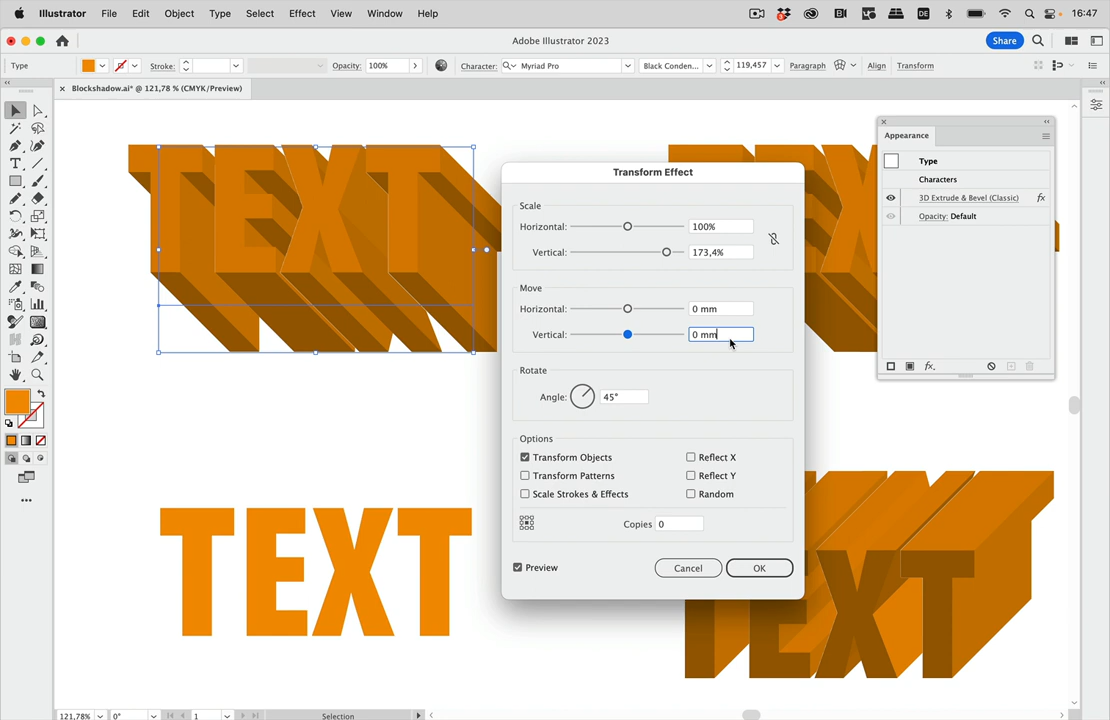 Illustrator File Edit Object Type Select Effect View Window Help DE 16:47
Adobe Illustrator 2023 Share
Type Stroke: Opacity: 100% Character: Myriad Pro Black Conden... 119,457 Paragraph Align Transform
Blockshadow.ai* @ 121,78 % (CMYK/Preview)
TEXT
Transform Effect
Scale
Horizontal: 100%
Vertical: 173,4%
Move
Horizontal: 0 mm
Vertical: 0 mm
Rotate
Angle: 45°
Options
Transform Objects Reflect X
Transform Patterns Reflect Y
Scale Strokes & Effects Random
Copies 0
Preview Cancel OK
Appearance
Type
Characters
3D Extrude & Bevel (Classic) fx
Opacity: Default
fx.
TEXT
TEXT
121,78% 0° 1 Selection